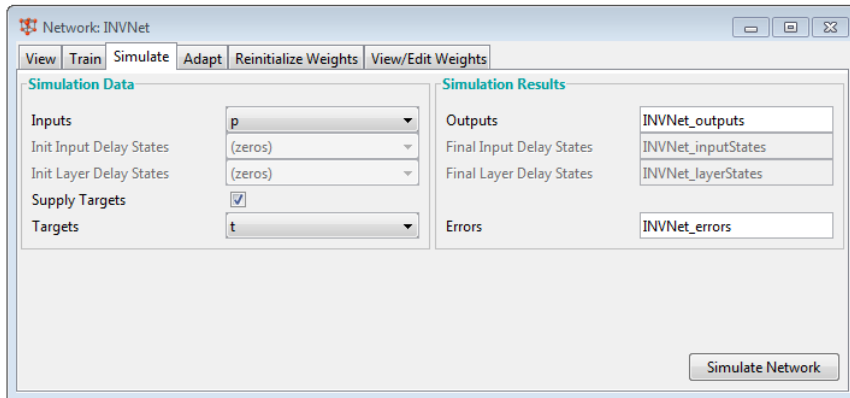 Network: INVNet
View Train Simulate Adapt Reinitialize Weights View/Edit Weights
Simulation Data
Inputs p
Init Input Delay States (zeros)
Init Layer Delay States (zeros)
Supply Targets
Targets t
Simulation Results
Outputs INVNet_outputs
Final Input Delay States INVNet_inputStates
Final Layer Delay States INVNet_layerStates
Errors INVNet_errors
Simulate Network